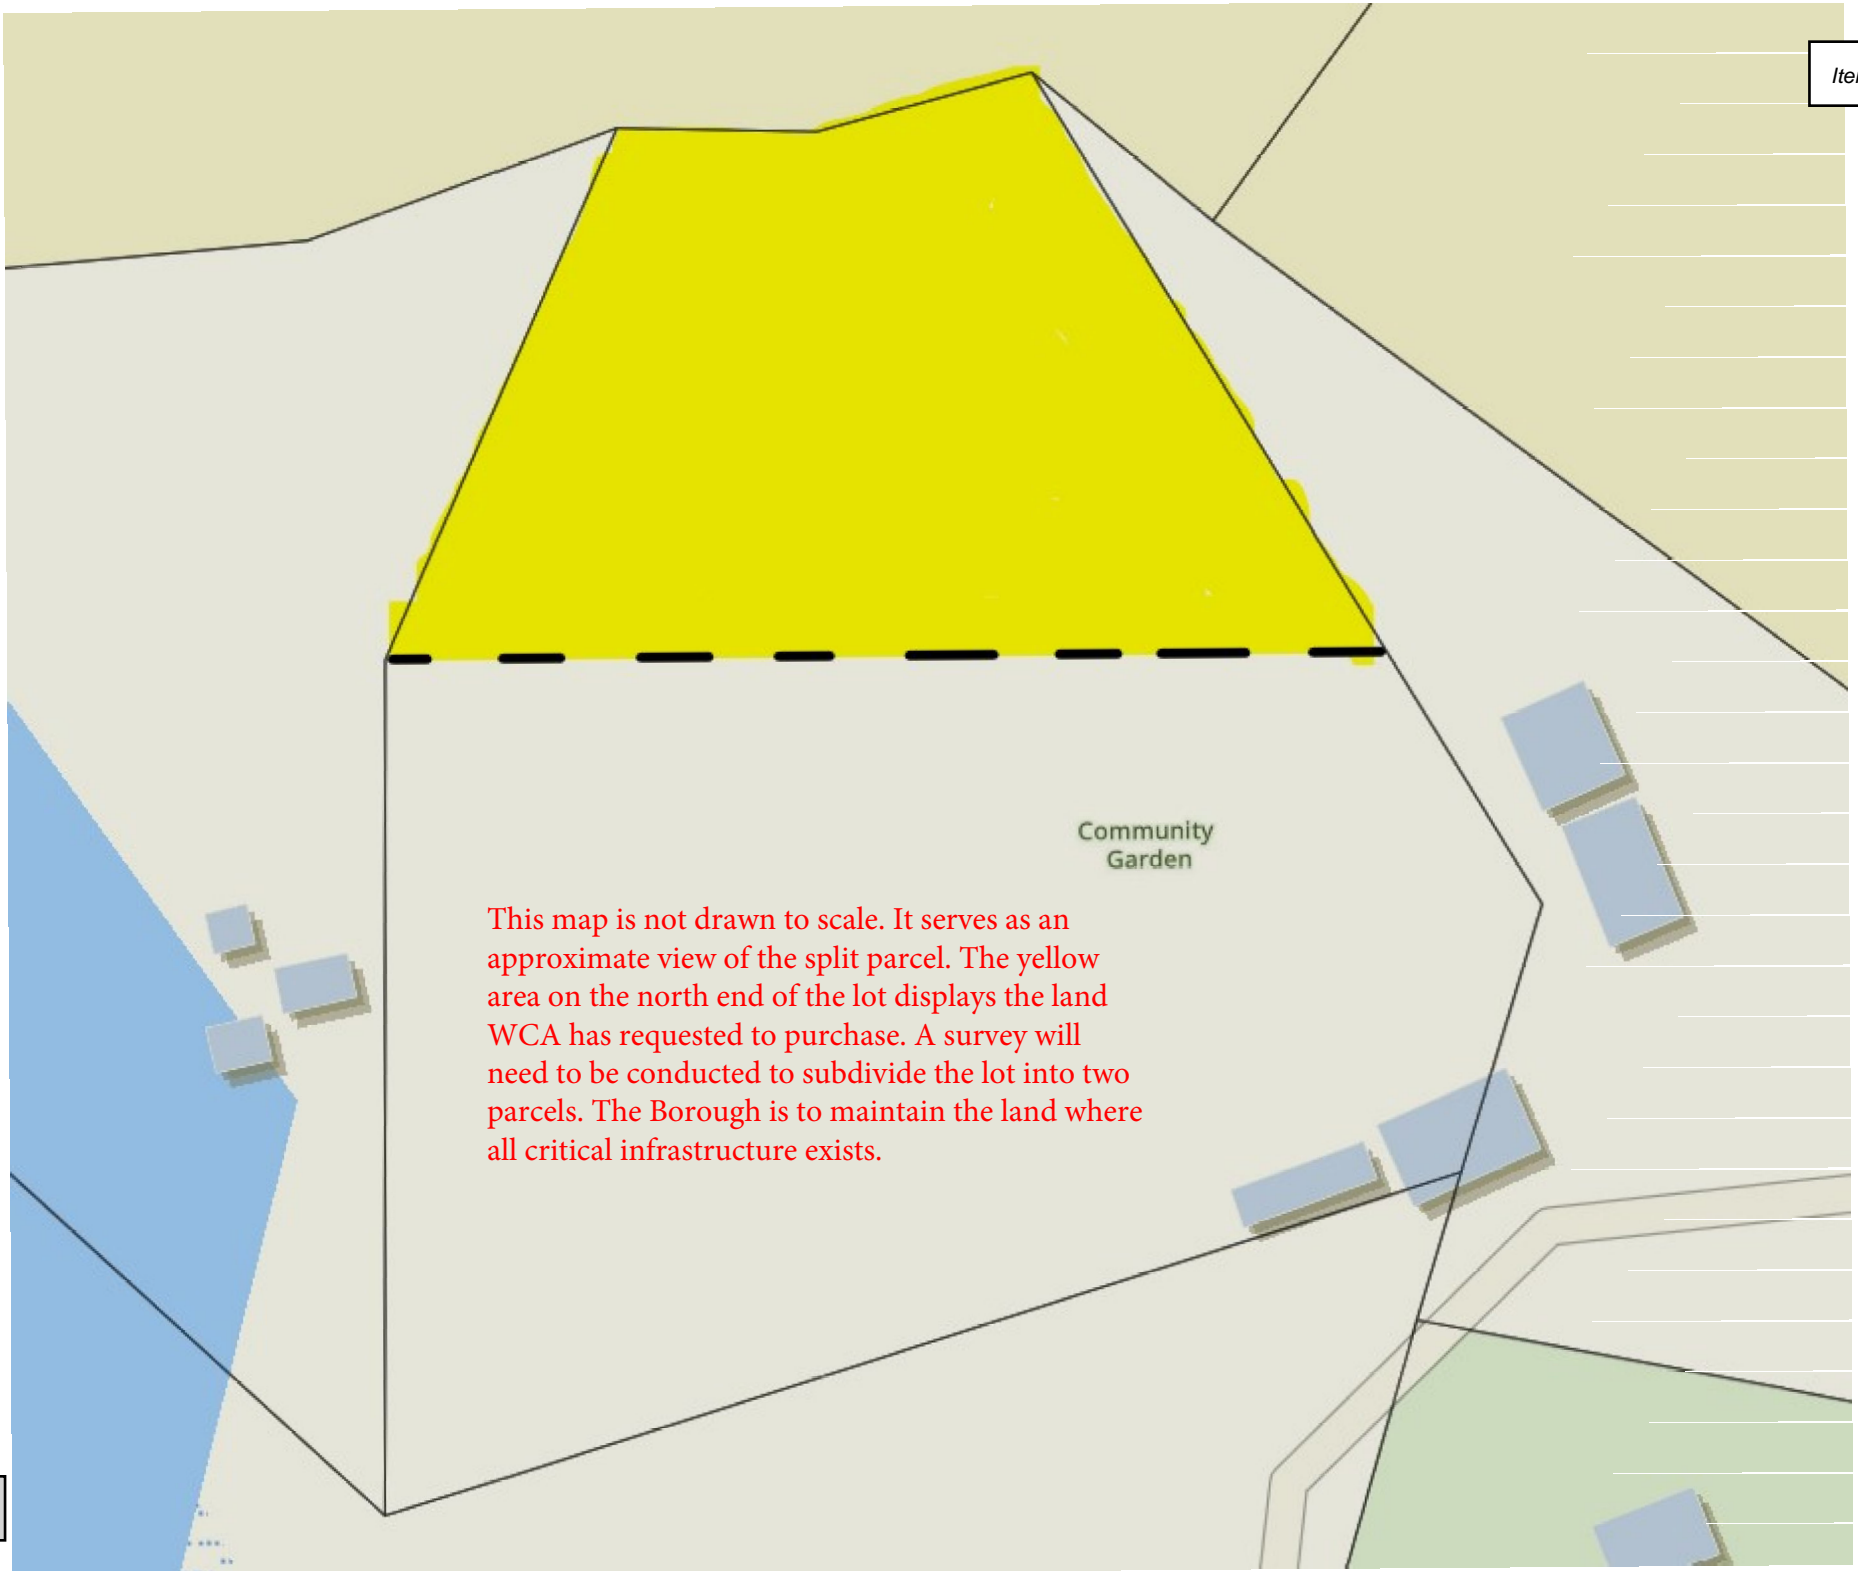 Community
Garden
This map is not drawn to scale. It serves as an
approximate view of the split parcel. The yellow
area on the north end of the lot displays the land
WCA has requested to purchase. A survey will
need to be conducted to subdivide the lot into two
parcels. The Borough is to maintain the land where
all critical infrastructure exists.